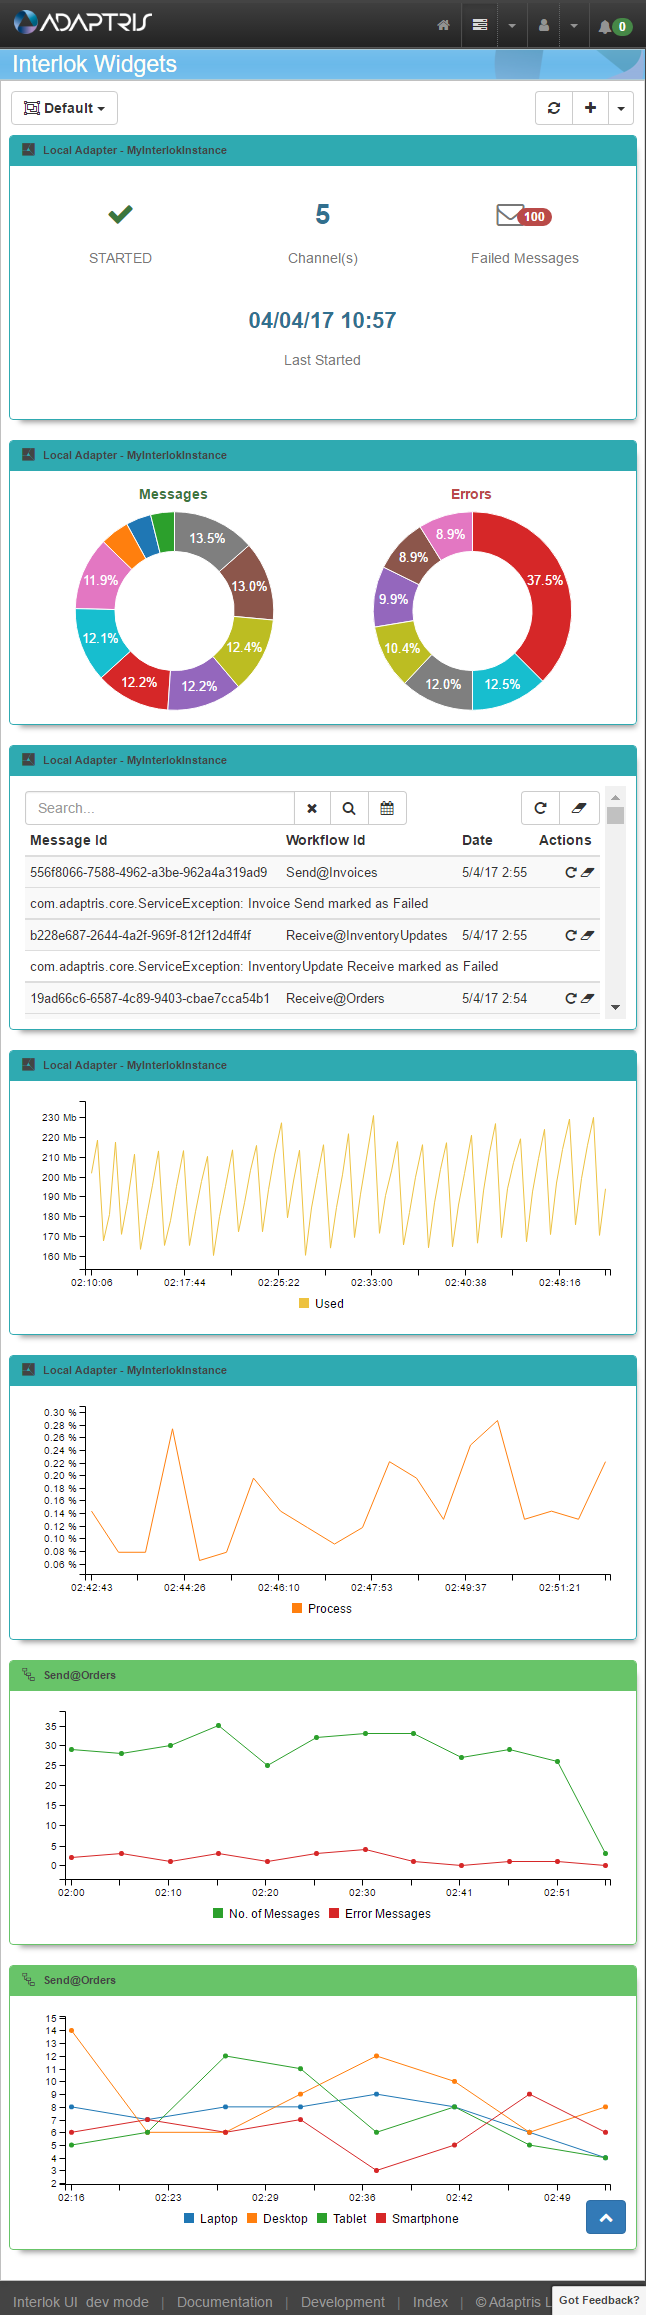 ADAPTRIS
0
Interlok Widgets
Default
Local Adapter - MyInterlokInstance
5
100
STARTED
Channel(s)
Failed Messages
04/04/17 10:57
Last Started
Local Adapter - MyInterlokInstance
Messages
Errors
13.5%
13.0%
12.4%
12.2%
12.2%
12.1%
11.9%
37.5%
12.5%
12.0%
10.4%
9.9%
8.9%
8.9%
Local Adapter - MyInterlokInstance
Search...
Message Id Workflow Id Date Actions
556f8066-7588-4962-a3be-962a4a319ad9 Send@Invoices 5/4/17 2:55
com.adaptris.core.ServiceException: Invoice Send marked as Failed
b228e687-2644-4a2f-969f-812f12d4ff4f Receive@InventoryUpdates 5/4/17 2:55
com.adaptris.core.ServiceException: InventoryUpdate Receive marked as Failed
19ad66c6-6587-4c89-9403-cbae7cca54b1 Receive@Orders 5/4/17 2:54
Local Adapter - MyInterlokInstance
230 Mb
220 Mb
210 Mb
200 Mb
190 Mb
180 Mb
170 Mb
160 Mb
02:10:06 02:17:44 02:25:22 02:33:00 02:40:38 02:48:16
Used
Local Adapter - MyInterlokInstance
0.30 %
0.28 %
0.26 %
0.24 %
0.22 %
0.20 %
0.18 %
0.16 %
0.14 %
0.12 %
0.10 %
0.08 %
0.06 %
02:42:43 02:44:26 02:46:10 02:47:53 02:49:37 02:51:21
Process
Send@Orders
35
30
25
20
15
10
5
0
02:00 02:10 02:20 02:30 02:41 02:51
No. of Messages Error Messages
Send@Orders
15
14
13
12
11
10
9
8
7
6
5
4
3
2
02:16 02:23 02:29 02:36 02:42 02:49
Laptop Desktop Tablet Smartphone
Interlok UI dev mode | Documentation | Development | Index | © Adaptris L
Got Feedback?